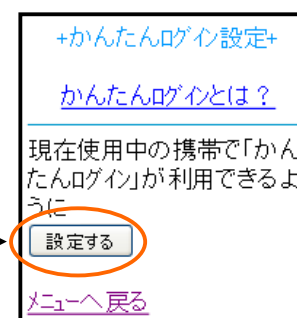 +かんたんログイン設定+
かんたんログインとは？
現在使用中の携帯で｢かん
たんログイン｣が利用できるよ
うに
設定する
メニューへ戻る